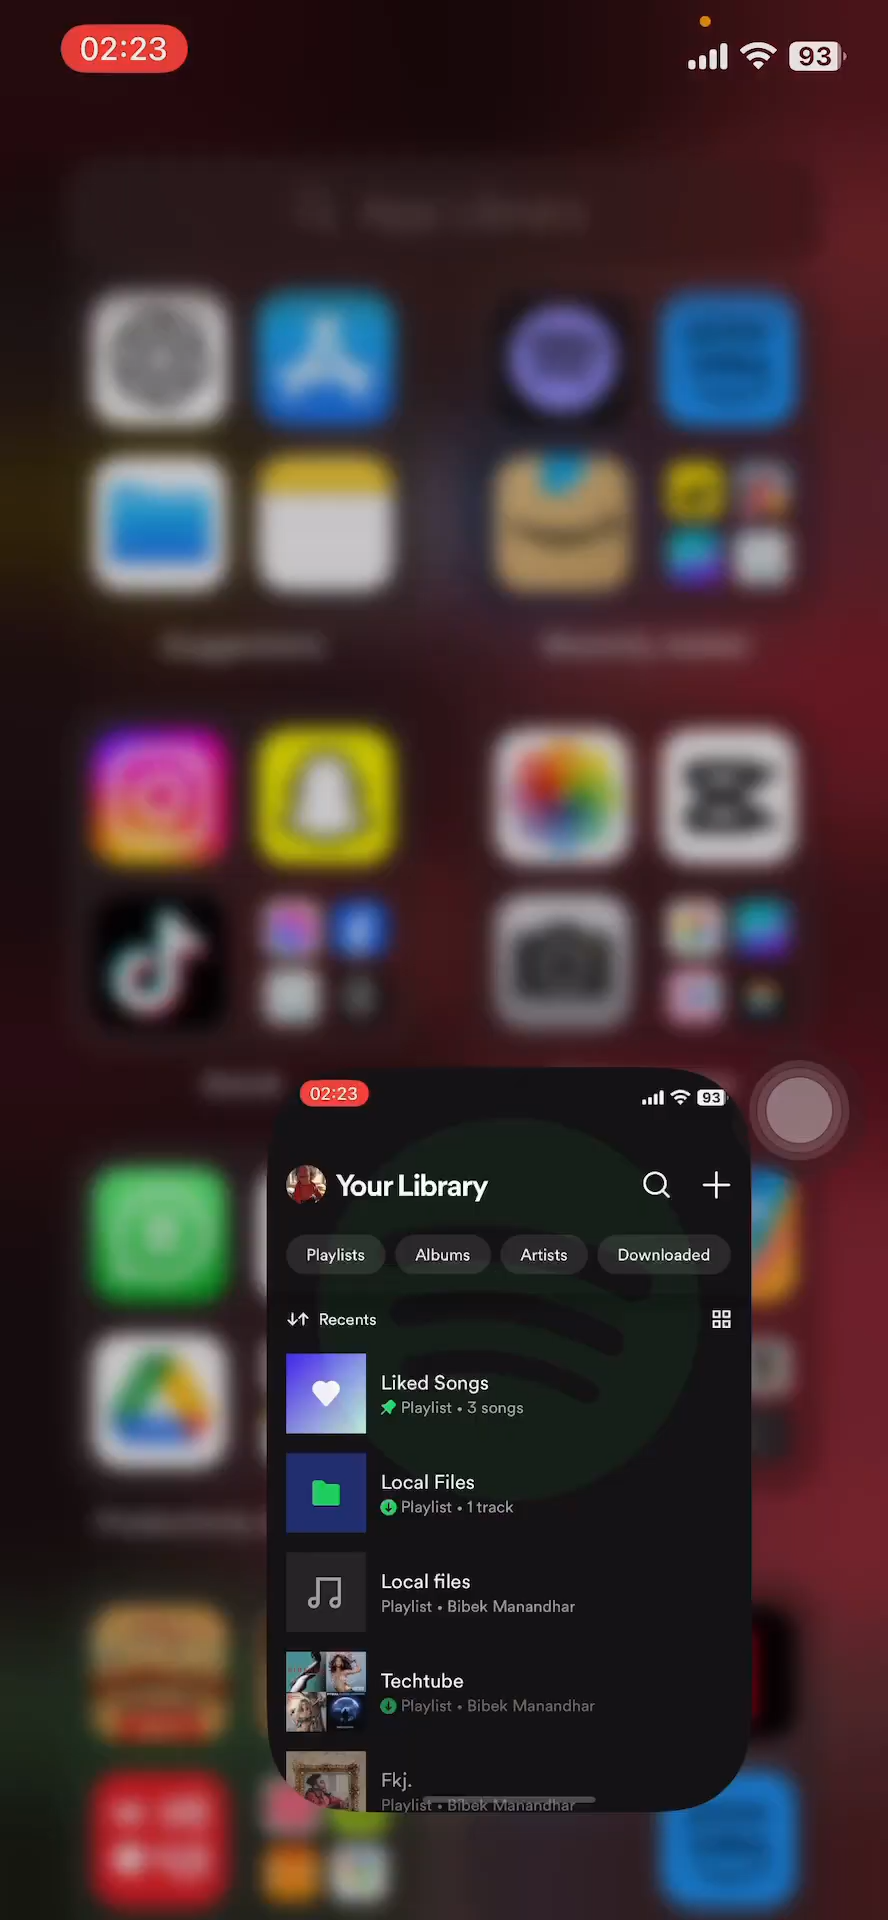 02:23
93
02:23
93
Your Library
Playlists Albums Artists Downloaded
Recents
Liked Songs
Playlist • 3 songs
Local Files
Playlist • 1 track
Local files
Playlist • Bibek Manandhar
Techtube
Playlist • Bibek Manandhar
Fkj.
Playlist • Bibek Manandhar